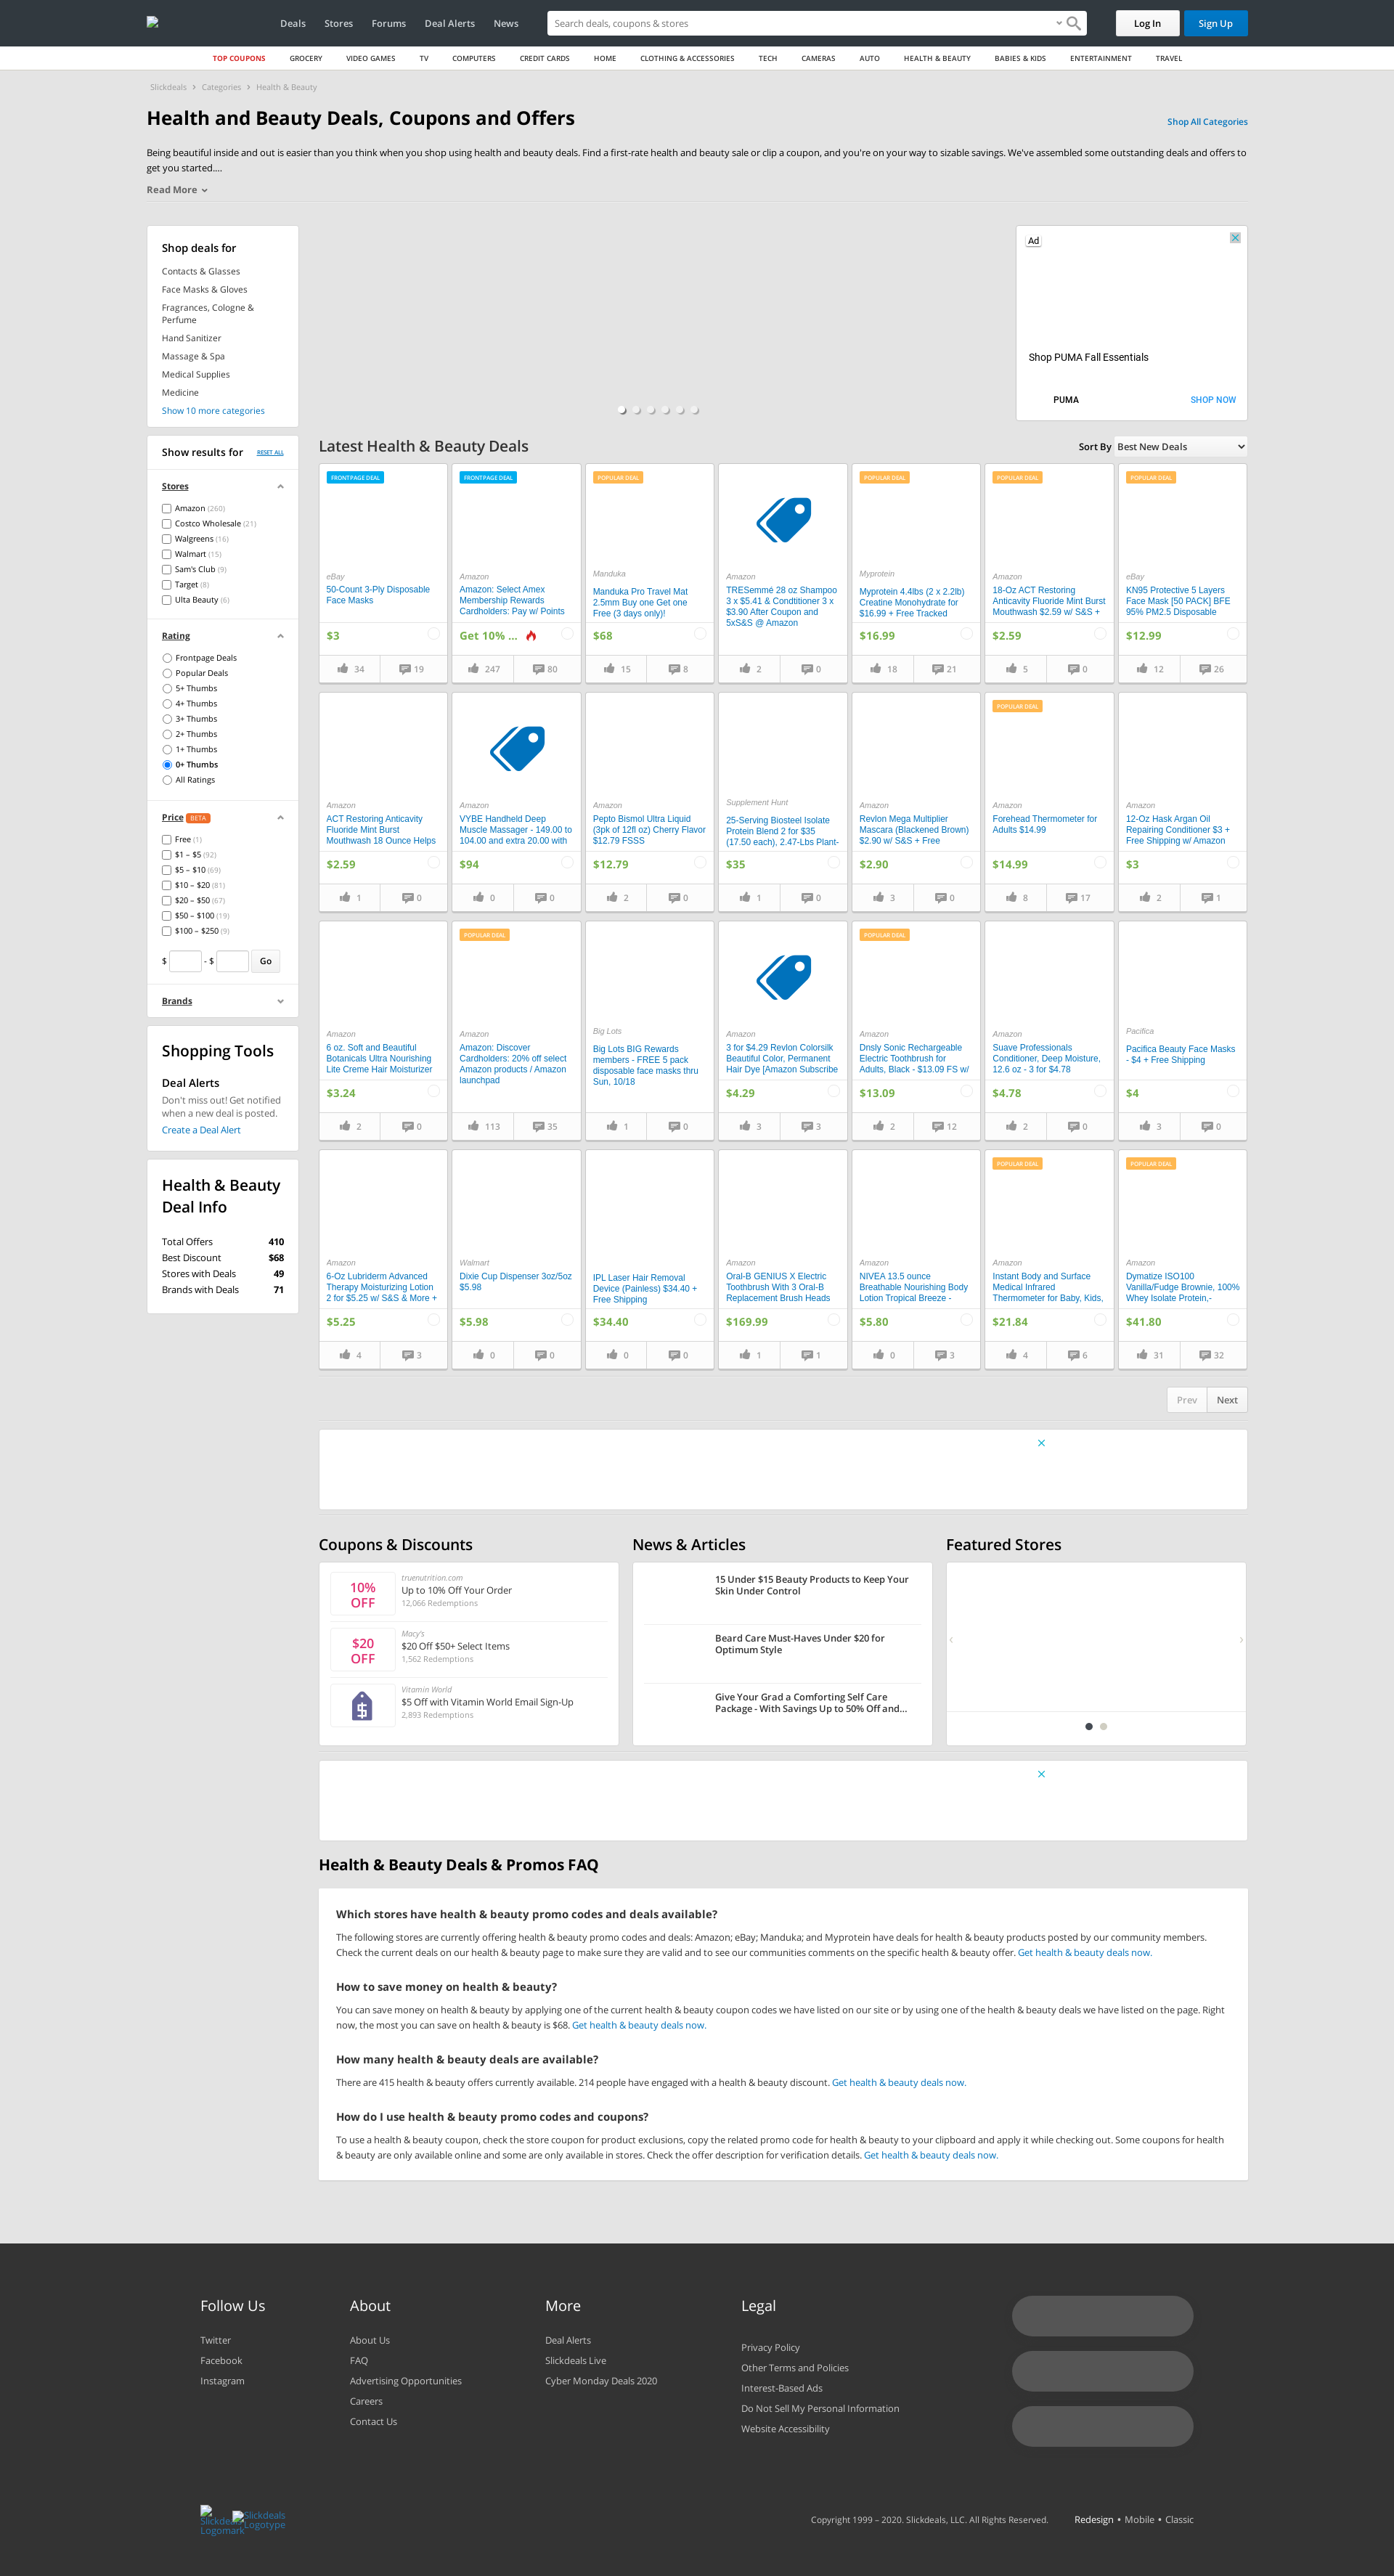 Deals Stores Forums Deal Alerts News Search deals, coupons & stores Log In Sign Up
TOP COUPONS GROCERY VIDEO GAMES TV COMPUTERS CREDIT CARDS HOME CLOTHING & ACCESSORIES TECH CAMERAS AUTO HEALTH & BEAUTY BABIES & KIDS ENTERTAINMENT TRAVEL
Slickdeals › Categories › Health & Beauty
Health and Beauty Deals, Coupons and Offers
Shop All Categories
Being beautiful inside and out is easier than you think when you shop using health and beauty deals. Find a first-rate health and beauty sale or clip a coupon, and you're on your way to sizable savings. We've assembled some outstanding deals and offers to
get you started....
Read More
Shop deals for
Contacts & Glasses
Face Masks & Gloves
Fragrances, Cologne &
Perfume
Hand Sanitizer
Massage & Spa
Medical Supplies
Medicine
Show 10 more categories
Ad
Shop PUMA Fall Essentials
PUMA SHOP NOW
Show results for RESET ALL
Stores
Amazon (260)
Costco Wholesale (21)
Walgreens (16)
Walmart (15)
Sam's Club (9)
Target (8)
Ulta Beauty (6)
Rating
Frontpage Deals
Popular Deals
5+ Thumbs
4+ Thumbs
3+ Thumbs
2+ Thumbs
1+ Thumbs
0+ Thumbs
All Ratings
Price BETA
Free (1)
$1 – $5 (92)
$5 – $10 (69)
$10 – $20 (81)
$20 – $50 (67)
$50 – $100 (19)
$100 – $250 (9)
$ - $ Go
Brands
Shopping Tools
Deal Alerts
Don't miss out! Get notified
when a new deal is posted.
Create a Deal Alert
Health & Beauty
Deal Info
Total Offers 410
Best Discount $68
Stores with Deals 49
Brands with Deals 71
Latest Health & Beauty Deals
Sort By Best New Deals
FRONTPAGE DEAL
eBay
50-Count 3-Ply Disposable
Face Masks
$3
34 19
FRONTPAGE DEAL
Amazon
Amazon: Select Amex
Membership Rewards
Cardholders: Pay w/ Points
Get 10% ...
247 80
POPULAR DEAL
Manduka
Manduka Pro Travel Mat
2.5mm Buy one Get one
Free (3 days only)!
$68
15 8
Amazon
TRESemmé 28 oz Shampoo
3 x $5.41 & Condtitioner 3 x
$3.90 After Coupon and
5xS&S @ Amazon
2 0
POPULAR DEAL
Myprotein
Myprotein 4.4lbs (2 x 2.2lb)
Creatine Monohydrate for
$16.99 + Free Tracked
$16.99
18 21
POPULAR DEAL
Amazon
18-Oz ACT Restoring
Anticavity Fluoride Mint Burst
Mouthwash $2.59 w/ S&S +
$2.59
5 0
POPULAR DEAL
eBay
KN95 Protective 5 Layers
Face Mask [50 PACK] BFE
95% PM2.5 Disposable
$12.99
12 26
Amazon
ACT Restoring Anticavity
Fluoride Mint Burst
Mouthwash 18 Ounce Helps
$2.59
1 0
Amazon
VYBE Handheld Deep
Muscle Massager - 149.00 to
104.00 and extra 20.00 with
$94
0 0
Amazon
Pepto Bismol Ultra Liquid
(3pk of 12fl oz) Cherry Flavor
$12.79 FSSS
$12.79
2 0
Supplement Hunt
25-Serving Biosteel Isolate
Protein Blend 2 for $35
(17.50 each), 2.47-Lbs Plant-
$35
1 0
Amazon
Revlon Mega Multiplier
Mascara (Blackened Brown)
$2.90 w/ S&S + Free
$2.90
3 0
POPULAR DEAL
Amazon
Forehead Thermometer for
Adults $14.99
$14.99
8 17
Amazon
12-Oz Hask Argan Oil
Repairing Conditioner $3 +
Free Shipping w/ Amazon
$3
2 1
Amazon
6 oz. Soft and Beautiful
Botanicals Ultra Nourishing
Lite Creme Hair Moisturizer
$3.24
2 0
POPULAR DEAL
Amazon
Amazon: Discover
Cardholders: 20% off select
Amazon products / Amazon
launchpad
113 35
Big Lots
Big Lots BIG Rewards
members - FREE 5 pack
disposable face masks thru
Sun, 10/18
1 0
Amazon
3 for $4.29 Revlon Colorsilk
Beautiful Color, Permanent
Hair Dye [Amazon Subscribe
$4.29
3 3
POPULAR DEAL
Amazon
Dnsly Sonic Rechargeable
Electric Toothbrush for
Adults, Black - $13.09 FS w/
$13.09
2 12
Amazon
Suave Professionals
Conditioner, Deep Moisture,
12.6 oz - 3 for $4.78
$4.78
2 0
Pacifica
Pacifica Beauty Face Masks
- $4 + Free Shipping
$4
3 0
Amazon
6-Oz Lubriderm Advanced
Therapy Moisturizing Lotion
2 for $5.25 w/ S&S & More +
$5.25
4 3
Walmart
Dixie Cup Dispenser 3oz/5oz
$5.98
$5.98
0 0
IPL Laser Hair Removal
Device (Painless) $34.40 +
Free Shipping
$34.40
0 0
Amazon
Oral-B GENIUS X Electric
Toothbrush With 3 Oral-B
Replacement Brush Heads
$169.99
1 1
Amazon
NIVEA 13.5 ounce
Breathable Nourishing Body
Lotion Tropical Breeze -
$5.80
0 3
POPULAR DEAL
Amazon
Instant Body and Surface
Medical Infrared
Thermometer for Baby, Kids,
$21.84
4 6
POPULAR DEAL
Amazon
Dymatize ISO100
Vanilla/Fudge Brownie, 100%
Whey Isolate Protein,-
$41.80
31 32
Prev Next
Coupons & Discounts
10%
OFF
truenutrition.com
Up to 10% Off Your Order
12,066 Redemptions
$20
OFF
Macy's
$20 Off $50+ Select Items
1,562 Redemptions
Vitamin World
$5 Off with Vitamin World Email Sign-Up
2,893 Redemptions
News & Articles
15 Under $15 Beauty Products to Keep Your
Skin Under Control
Beard Care Must-Haves Under $20 for
Optimum Style
Give Your Grad a Comforting Self Care
Package - With Savings Up to 50% Off and...
Featured Stores
Health & Beauty Deals & Promos FAQ
Which stores have health & beauty promo codes and deals available?
The following stores are currently offering health & beauty promo codes and deals: Amazon; eBay; Manduka; and Myprotein have deals for health & beauty products posted by our community members.
Check the current deals on our health & beauty page to make sure they are valid and to see our communities comments on the specific health & beauty offer. Get health & beauty deals now.
How to save money on health & beauty?
You can save money on health & beauty by applying one of the current health & beauty coupon codes we have listed on our site or by using one of the health & beauty deals we have listed on the page. Right
now, the most you can save on health & beauty is $68. Get health & beauty deals now.
How many health & beauty deals are available?
There are 415 health & beauty offers currently available. 214 people have engaged with a health & beauty discount. Get health & beauty deals now.
How do I use health & beauty promo codes and coupons?
To use a health & beauty coupon, check the store coupon for product exclusions, copy the related promo code for health & beauty to your clipboard and apply it while checking out. Some coupons for health
& beauty are only available online and some are only available in stores. Check the offer description for verification details. Get health & beauty deals now.
Follow Us
Twitter
Facebook
Instagram
About
About Us
FAQ
Advertising Opportunities
Careers
Contact Us
More
Deal Alerts
Slickdeals Live
Cyber Monday Deals 2020
Legal
Privacy Policy
Other Terms and Policies
Interest-Based Ads
Do Not Sell My Personal Information
Website Accessibility
Slickdeals
Logomark
Slickdeals
Logotype
Copyright 1999 – 2020. Slickdeals, LLC. All Rights Reserved. Redesign • Mobile • Classic